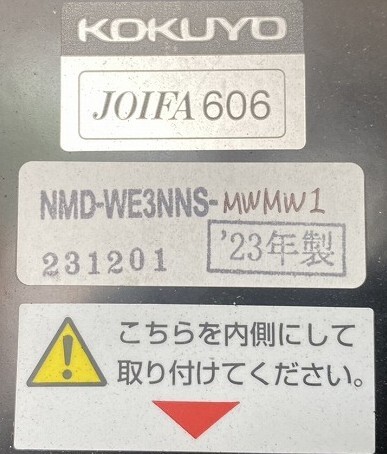 KOKUYO
JOIFA 606
NMD-WE3NNS-MWMW1
'23年製
231201
こちらを内側にして
取り付けてください。